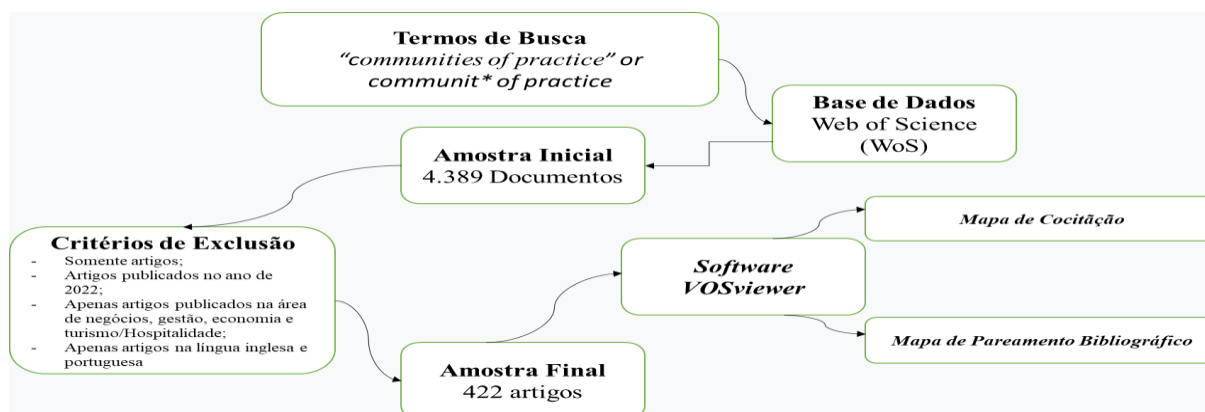 Termos de Busca
“communities of practice” or
communit* of practice
Base de Dados
Web of Science
(WoS)
Amostra Inicial
4.389 Documentos
Critérios de Exclusão
- Somente artigos;
- Artigos publicados no ano de
2022;
- Apenas artigos publicados na área
de negócios, gestão, economia e
turismo/Hospitalidade;
- Apenas artigos na língua inglesa e
portuguesa
Amostra Final
422 artigos
Software
VOSviewer
Mapa de Cocitãção
Mapa de Pareamento Bibliográfico